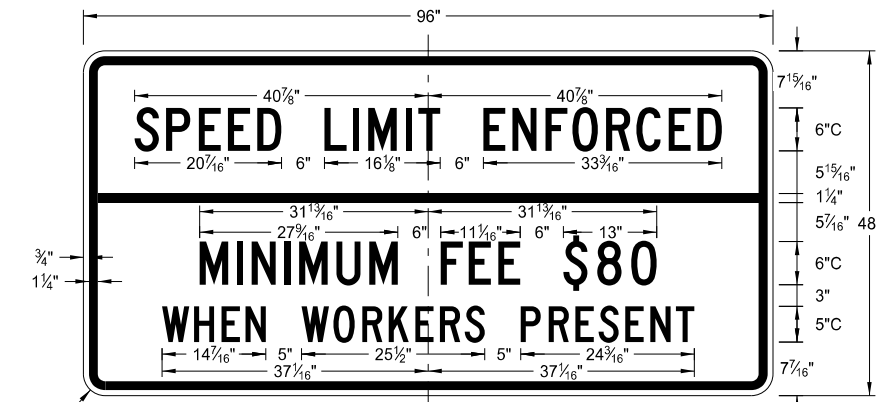 96"
40⅞" 40⅞"
SPEED LIMIT ENFORCED
20⁷⁄₁₆" 6" 16⅛" 6" 33³⁄₁₆"
31¹³⁄₁₆" 31¹³⁄₁₆"
27⁹⁄₁₆" 6" 11¹⁄₁₆" 6" 13"
MINIMUM FEE $80
WHEN WORKERS PRESENT
14⁷⁄₁₆" 5" 25½" 5" 24³⁄₁₆"
37¹⁄₁₆" 37¹⁄₁₆"
¾"
1¼"
7¹⁵⁄₁₆"
6"C
5¹⁵⁄₁₆"
1¼"
5⁷⁄₁₆"
6"C
3"
5"C
7⁷⁄₁₆"
48